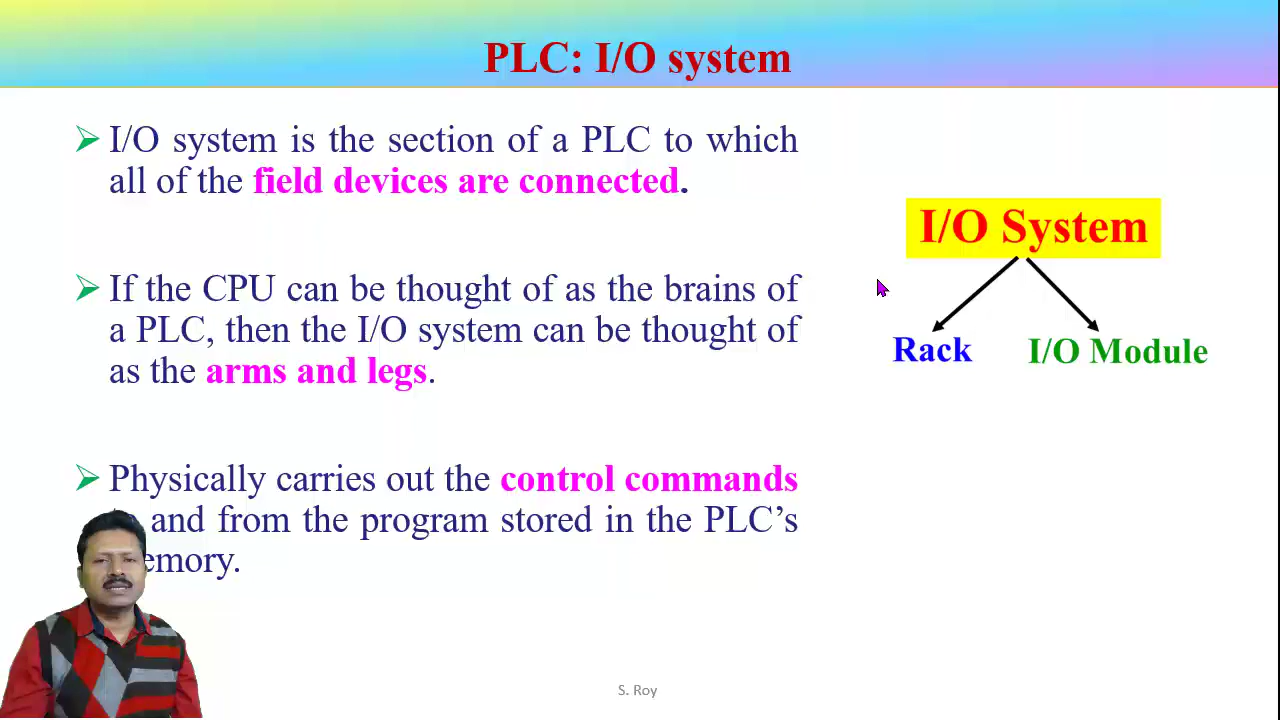 PLC: I/O system
I/O system is the section of a PLC to which
all of the field devices are connected.
If the CPU can be thought of as the brains of
a PLC, then the I/O system can be thought of
as the arms and legs.
Physically carries out the control commands
and from the program stored in the PLC’s
emory.
I/O System
Rack
I/O Module
S. Roy